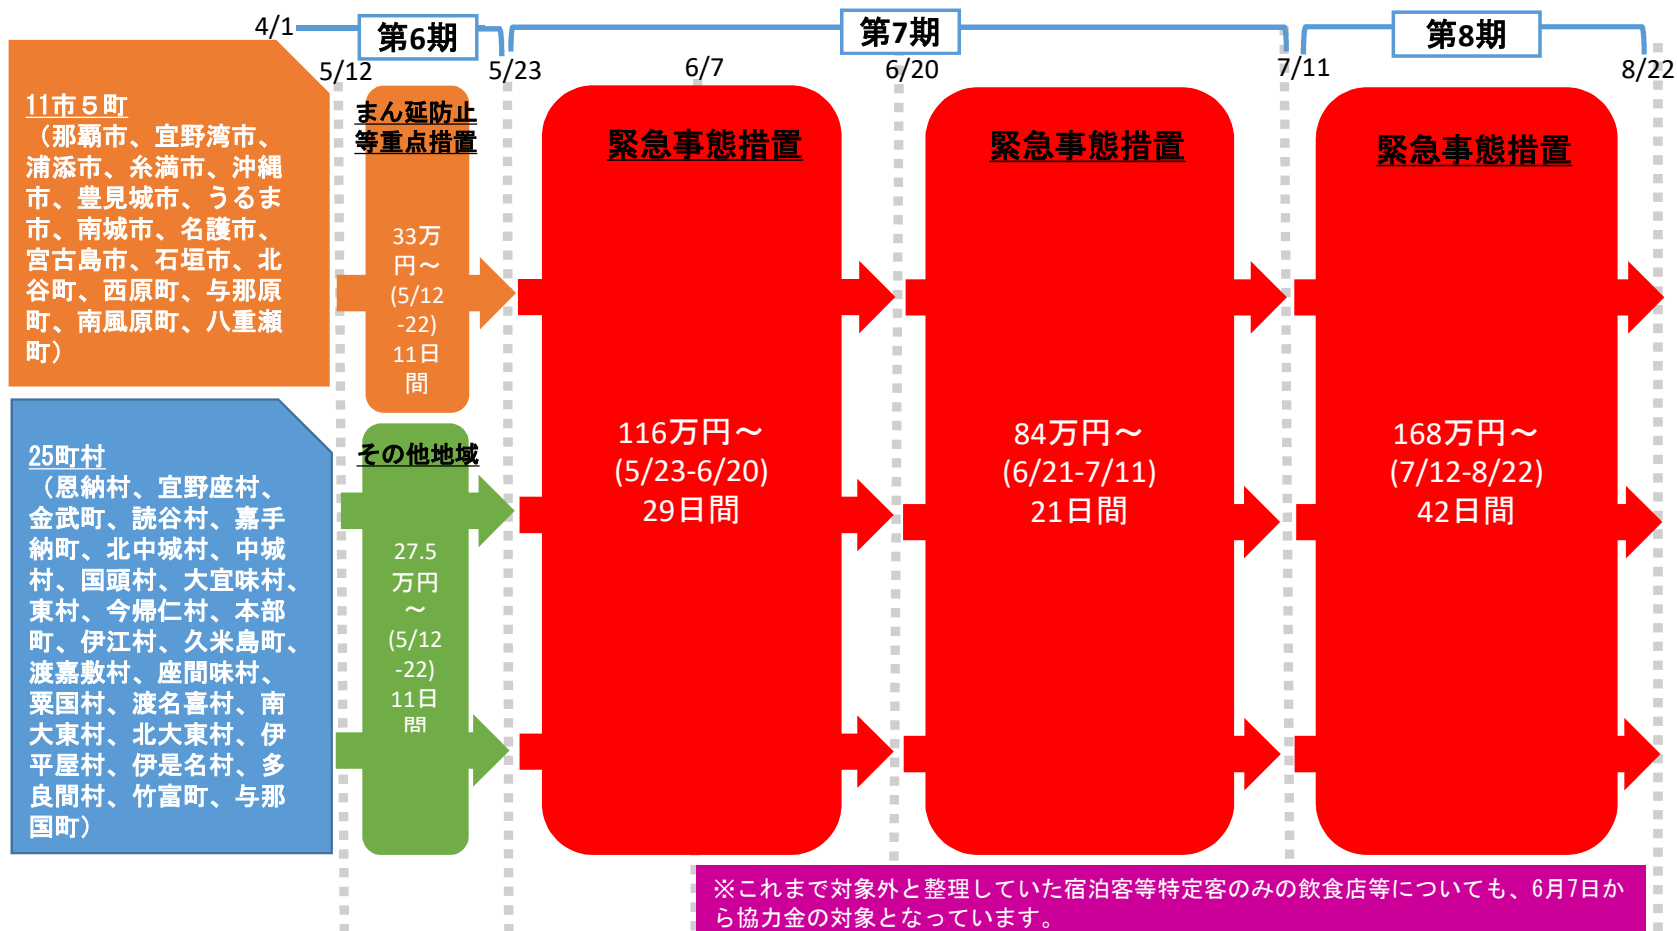 4/1
第6期
第7期
第8期
5/12
5/23
6/7
6/20
7/11
8/22
11市５町
（那覇市、宜野湾市、
浦添市、糸満市、沖縄
市、豊見城市、うるま
市、南城市、名護市、
宮古島市、石垣市、北
谷町、西原町、与那原
町、南風原町、八重瀬
町）
まん延防止
等重点措置
33万
円～
(5/12
-22)
11日
間
25町村
（恩納村、宜野座村、
金武町、読谷村、嘉手
納町、北中城村、中城
村、国頭村、大宜味村、
東村、今帰仁村、本部
町、伊江村、久米島町、
渡嘉敷村、座間味村、
粟国村、渡名喜村、南
大東村、北大東村、伊
平屋村、伊是名村、多
良間村、竹富町、与那
国町）
その他地域
27.5
万円
～
(5/12
-22)
11日
間
緊急事態措置
116万円～
(5/23-6/20)
29日間
緊急事態措置
84万円～
(6/21-7/11)
21日間
緊急事態措置
168万円～
(7/12-8/22)
42日間
※これまで対象外と整理していた宿泊客等特定客のみの飲食店等についても、6月7日か
ら協力金の対象となっています。